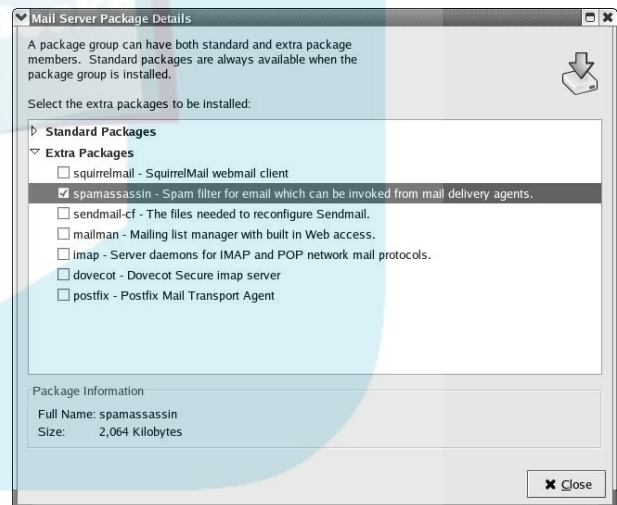 Mail Server Package Details
A package group can have both standard and extra package
members. Standard packages are always available when the
package group is installed.
Select the extra packages to be installed:
Standard Packages
Extra Packages
squirrelmail - SquirrelMail webmail client
spamassassin - Spam filter for email which can be invoked from mail delivery agents.
sendmail-cf - The files needed to reconfigure Sendmail.
mailman - Mailing list manager with built in Web access.
imap - Server daemons for IMAP and POP network mail protocols.
dovecot - Dovecot Secure imap server
postfix - Postfix Mail Transport Agent
Package Information
Full Name: spamassassin
Size: 2,064 Kilobytes
Close